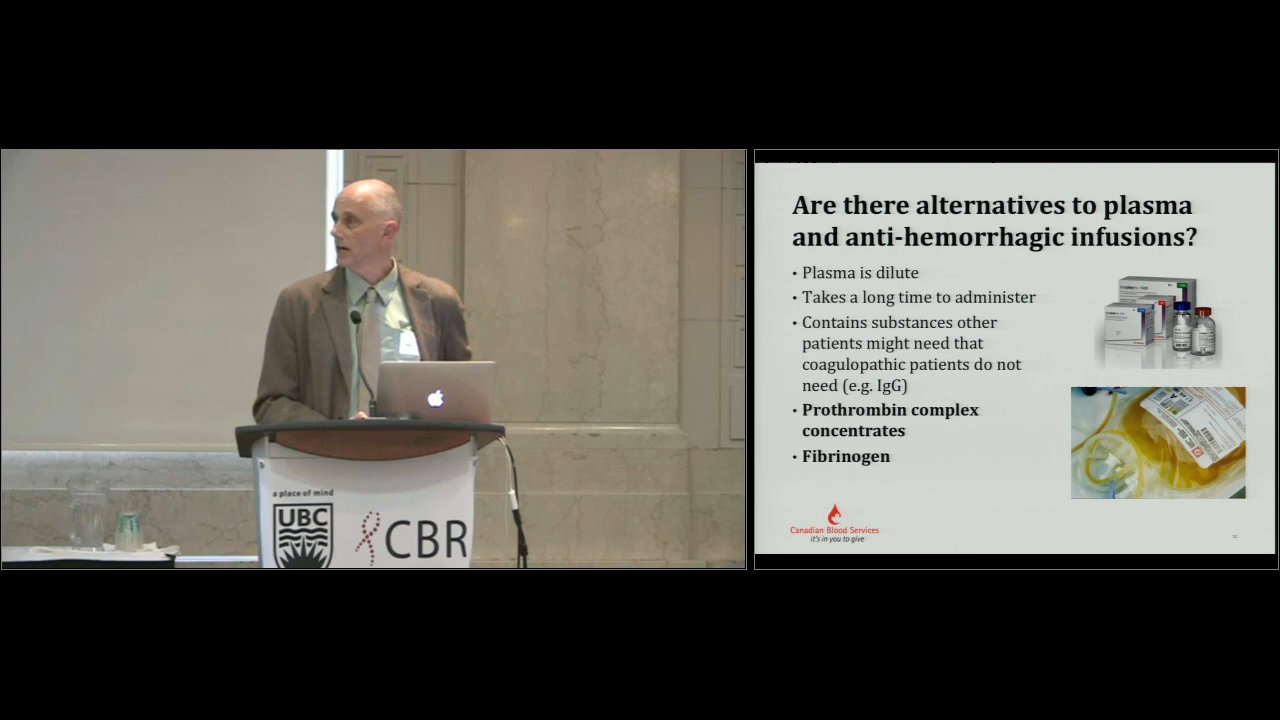 a place of mind
UBC
CBR
Are there alternatives to plasma
and anti-hemorrhagic infusions?
• Plasma is dilute
• Takes a long time to administer
• Contains substances other
patients might need that
coagulopathic patients do not
need (e.g. IgG)
• Prothrombin complex
concentrates
• Fibrinogen
Canadian Blood Services
it's in you to give